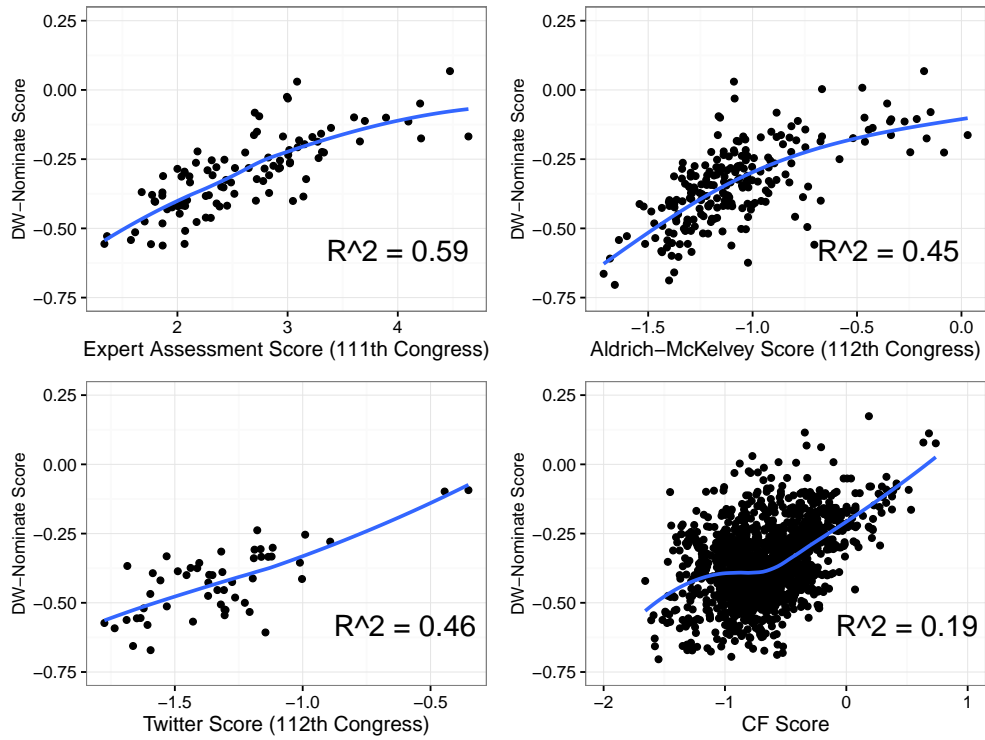 0.25
0.00
−0.25
−0.50
−0.75
DW−Nominate Score
R^2 = 0.59
2 3 4
Expert Assessment Score (111th Congress)
0.25
0.00
−0.25
−0.50
−0.75
DW−Nominate Score
R^2 = 0.45
−1.5 −1.0 −0.5 0.0
Aldrich−McKelvey Score (112th Congress)
0.25
0.00
−0.25
−0.50
−0.75
DW−Nominate Score
R^2 = 0.46
−1.5 −1.0 −0.5
Twitter Score (112th Congress)
0.25
0.00
−0.25
−0.50
−0.75
DW−Nominate Score
R^2 = 0.19
−2 −1 0 1
CF Score